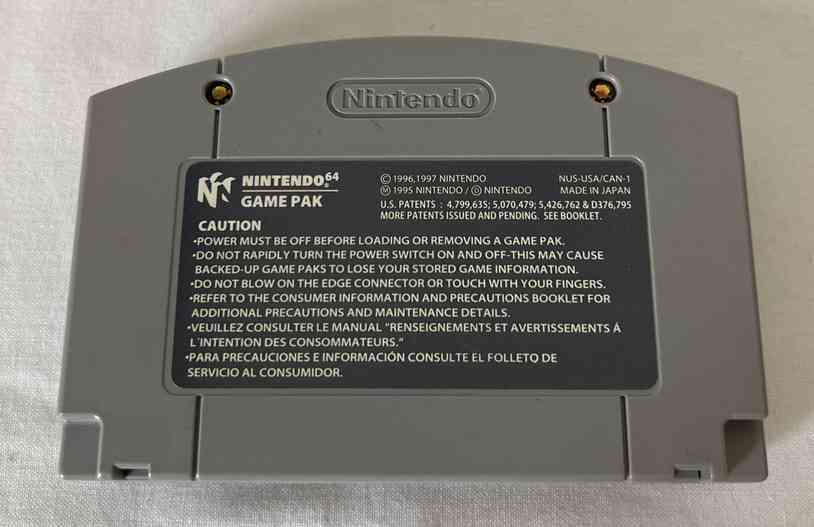 Nintendo
NINTENDO64
GAME PAK
© 1996,1997 NINTENDO
Ⓜ 1995 NINTENDO / Ⓓ NINTENDO
NUS-USA/CAN-1
MADE IN JAPAN
U.S. PATENTS : 4,799,635; 5,070,479; 5,426,762 & D376,795
MORE PATENTS ISSUED AND PENDING. SEE BOOKLET.
CAUTION
•POWER MUST BE OFF BEFORE LOADING OR REMOVING A GAME PAK.
•DO NOT RAPIDLY TURN THE POWER SWITCH ON AND OFF-THIS MAY CAUSE
BACKED-UP GAME PAKS TO LOSE YOUR STORED GAME INFORMATION.
•DO NOT BLOW ON THE EDGE CONNECTOR OR TOUCH WITH YOUR FINGERS.
•REFER TO THE CONSUMER INFORMATION AND PRECAUTIONS BOOKLET FOR
ADDITIONAL PRECAUTIONS AND MAINTENANCE DETAILS.
•VEUILLEZ CONSULTER LE MANUAL "RENSEIGNEMENTS ET AVERTISSEMENTS Á
L'INTENTION DES CONSOMMATEURS."
•PARA PRECAUCIONES E INFORMACIÓN CONSULTE EL FOLLETO DE
SERVICIO AL CONSUMIDOR.